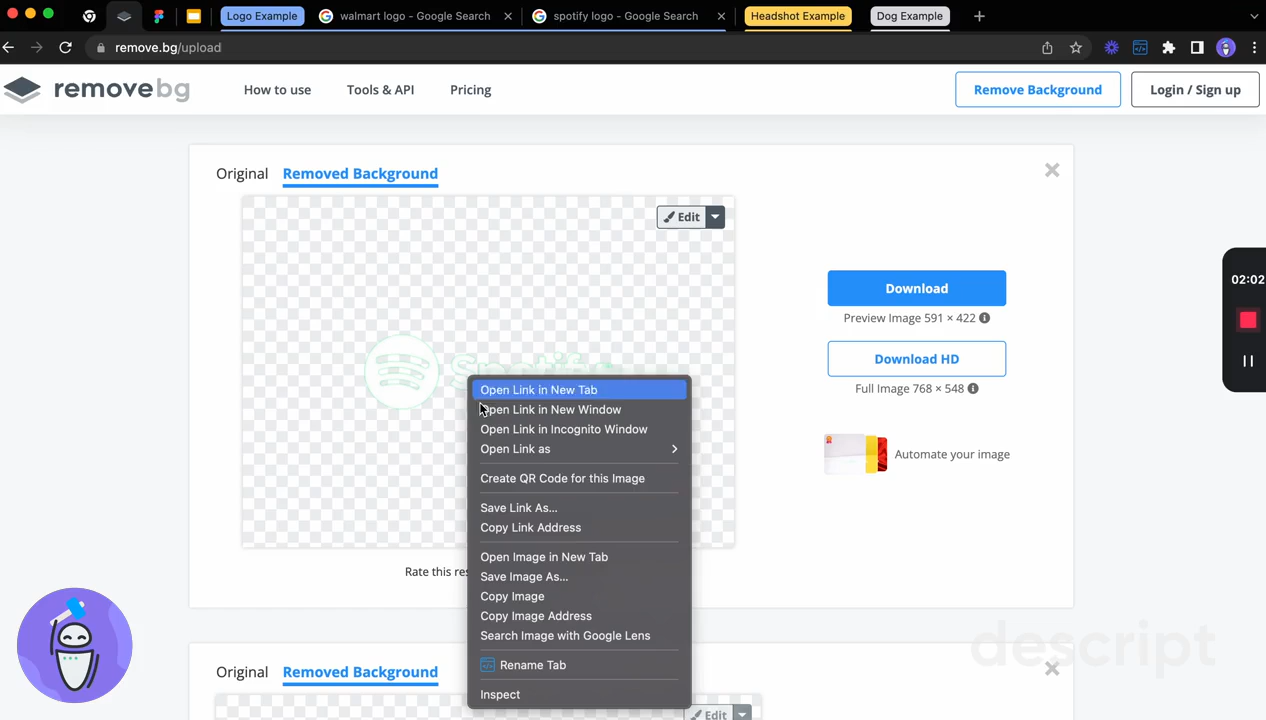 Logo Example
walmart logo - Google Search
spotify logo - Google Search
Headshot Example
Dog Example
remove.bg/upload
removebg
How to use
Tools & API
Pricing
Remove Background
Login / Sign up
Original
Removed Background
Edit
Download
Preview Image 591 × 422
Download HD
Full Image 768 × 548
Automate your image
02:02
Spotify
Open Link in New Tab
Open Link in New Window
Open Link in Incognito Window
Open Link as
Create QR Code for this Image
Save Link As...
Copy Link Address
Open Image in New Tab
Save Image As...
Copy Image
Copy Image Address
Search Image with Google Lens
Rename Tab
Inspect
Rate this res
descript
Original
Removed Background
Edit